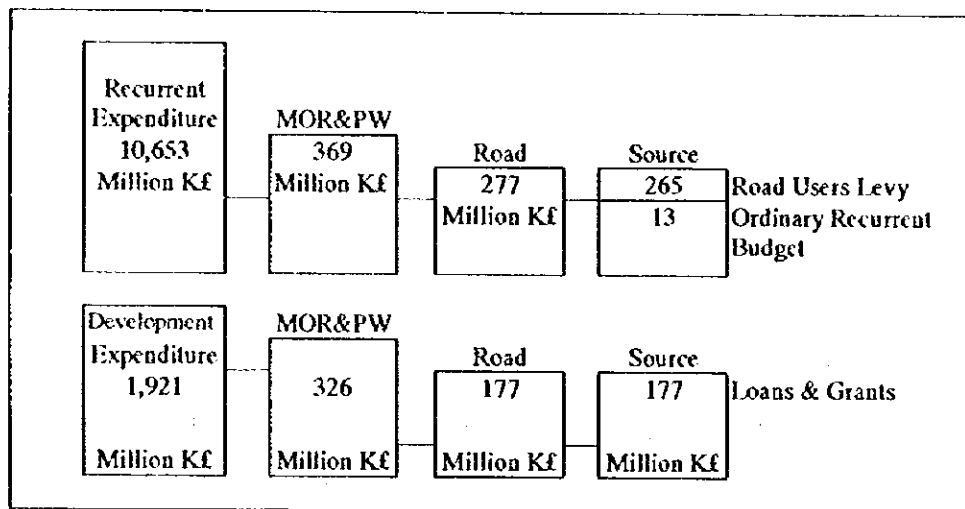 Recurrent
Expenditure
10,653
Million K£
MOR&PW
369
Million K£
Road
277
Million K£
Source
265
13
Road Users Levy
Ordinary Recurrent
Budget
Development
Expenditure
1,921
Million K£
MOR&PW
326
Million K£
Road
177
Million K£
Source
177
Million K£
Loans & Grants